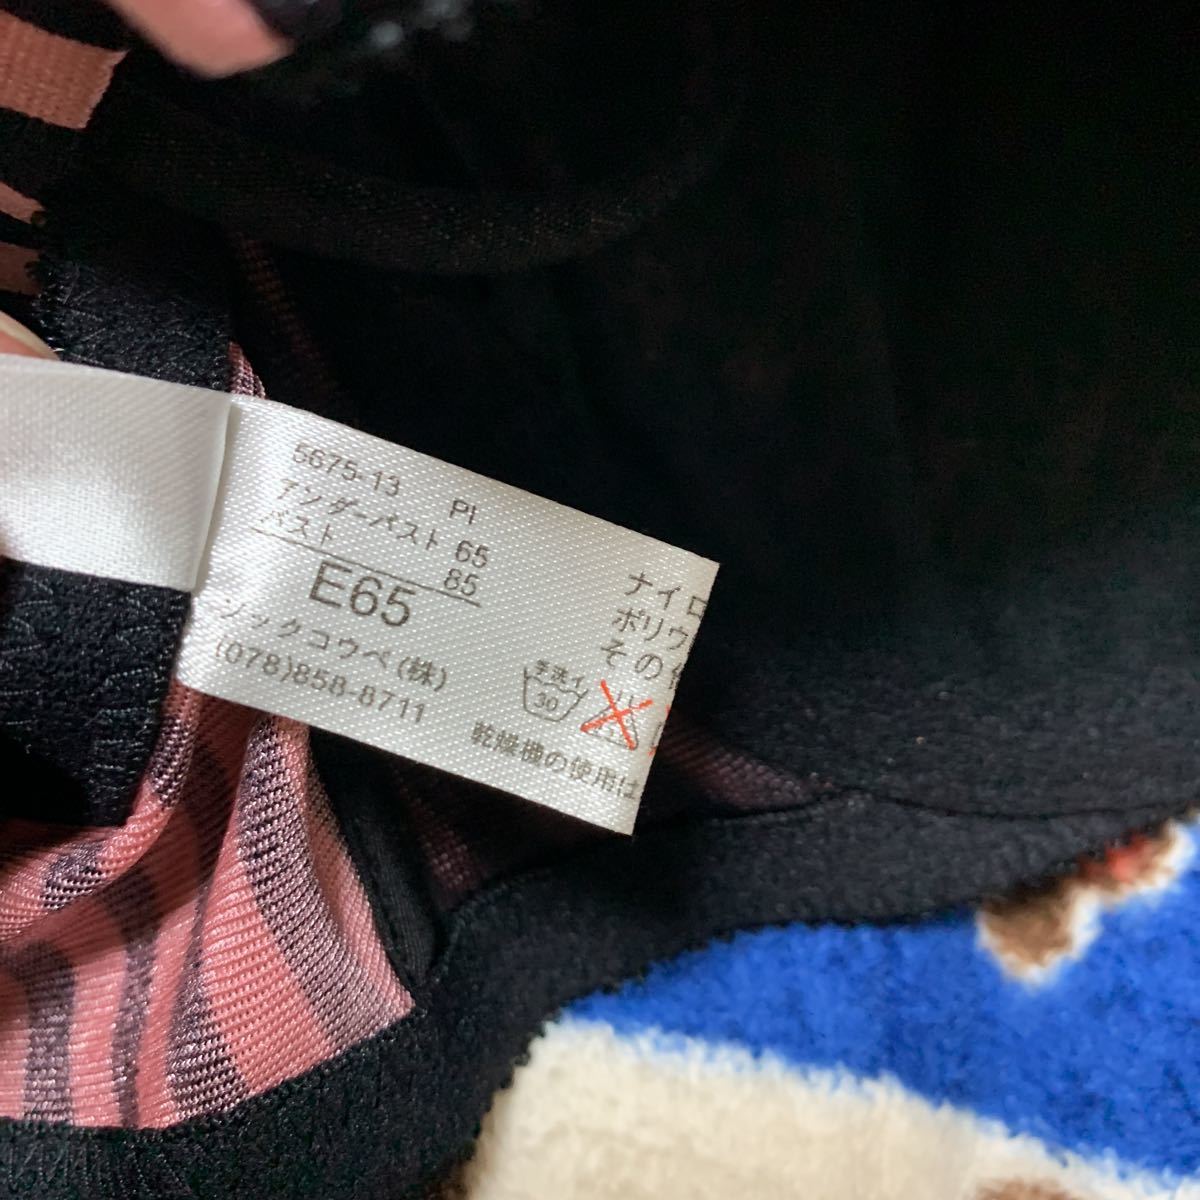 5675-13 PI
アンダーバスト 65
バスト 85
E65
ジックコウベ(株)
(078)858-8711
ナイロ
ポリウ
その
手洗イ
30
乾燥機の使用は